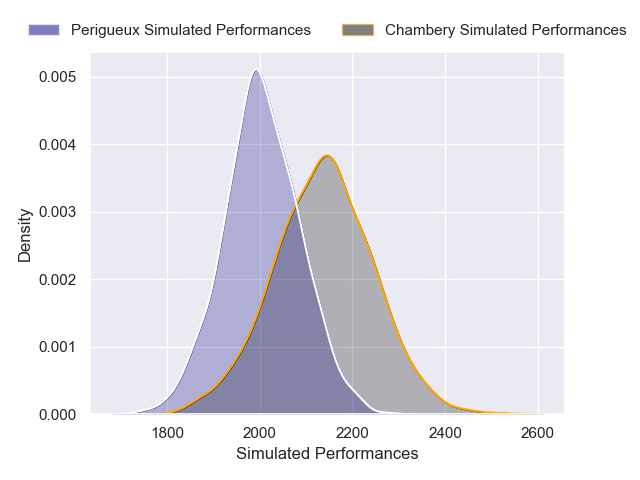 Perigueux Simulated Performances
Chambery Simulated Performances
0.005
0.004
0.003
0.002
0.001
0.000
Density
1800 2000 2200 2400 2600
Simulated Performances